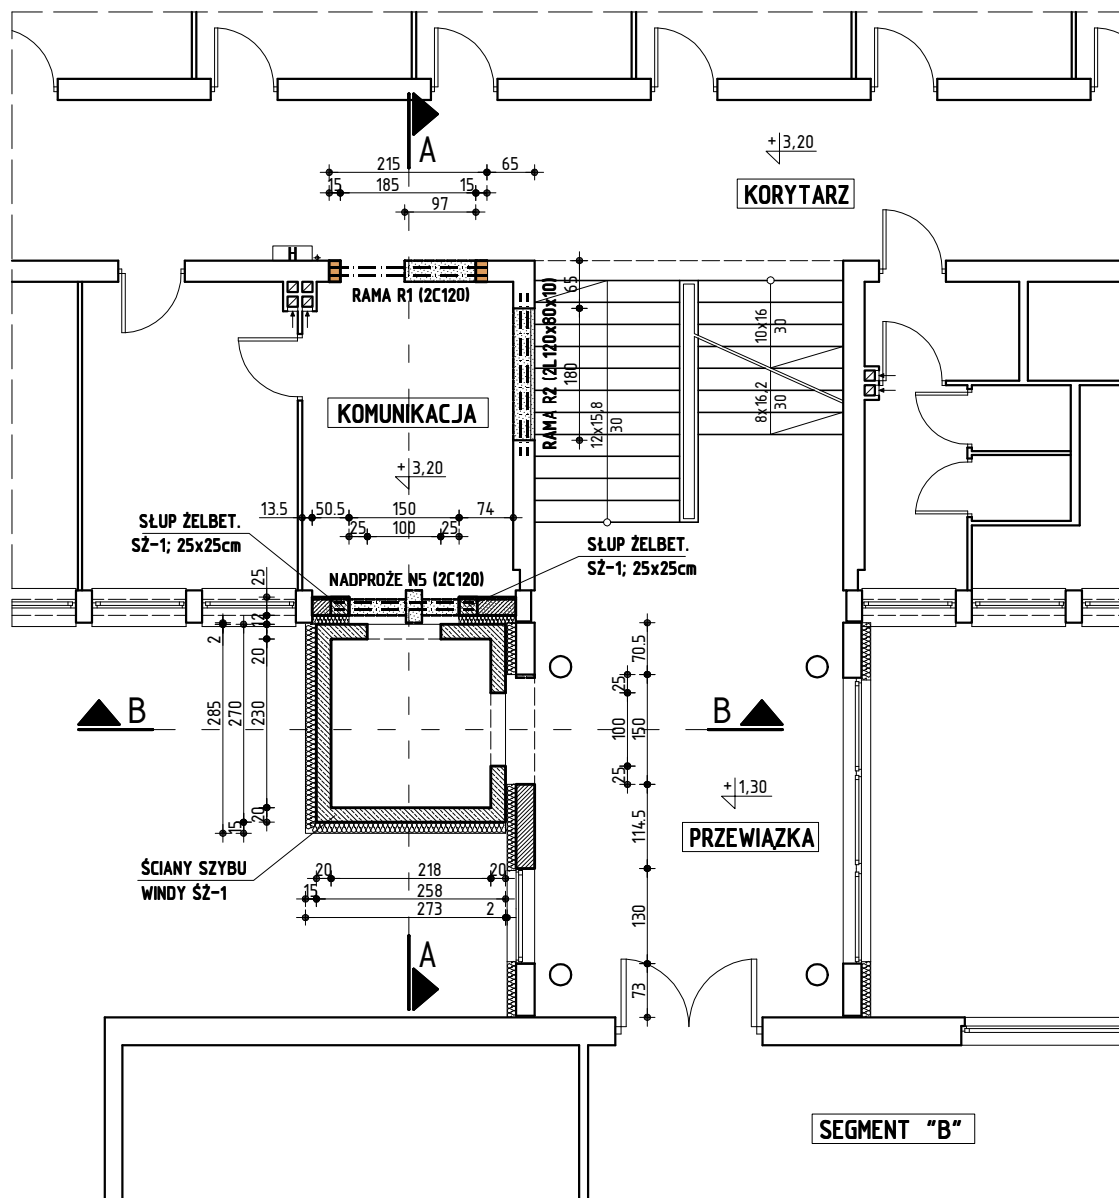 A
+3,20
KORYTARZ
215
65
15
185
15
97
H
RAMA R1 (2C120)
65
RAMA R2 (2L120x80x10)
180
12x15,8
30
10x16
30
8x16,2
30
KOMUNIKACJA
+3,20
13.5
50.5
150
74
25
100
25
SŁUP ŻELBET.
SŻ-1; 25x25cm
SŁUP ŻELBET.
SŻ-1; 25x25cm
NADPROŻE N5 (2C120)
25
12
2
20
285
270
230
20
15
70.5
25
100
150
25
114.5
130
73
B
B
+1,30
PRZEWIĄZKA
ŚCIANY SZYBU
WINDY ŚŻ-1
20
218
20
15
258
273
2
A
SEGMENT "B"